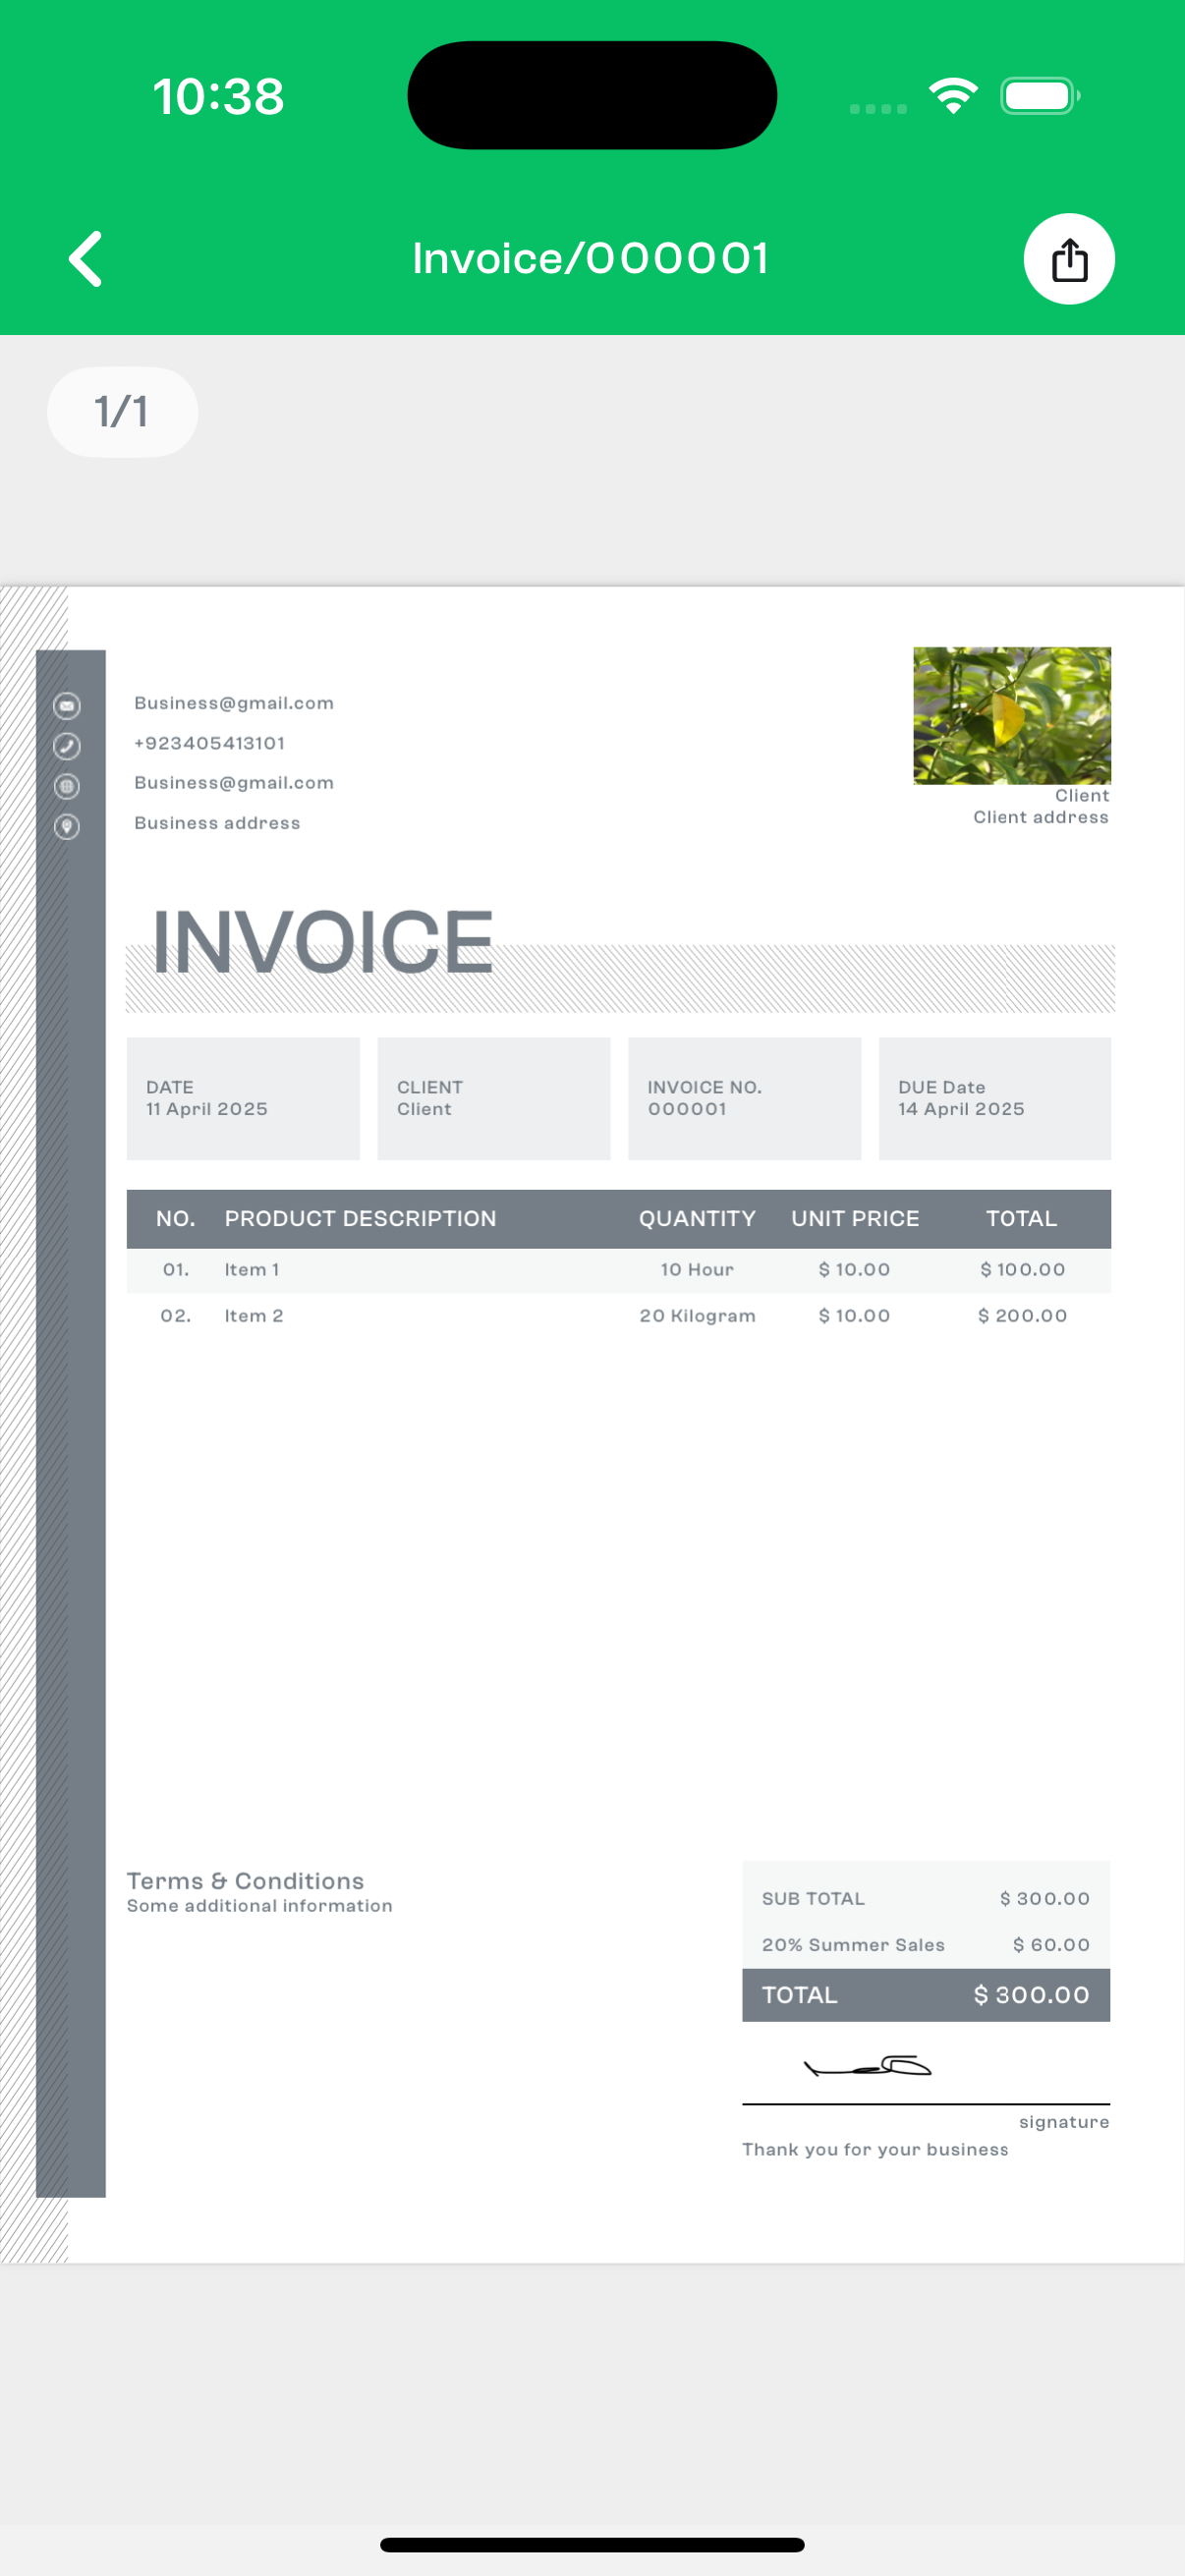 10:38
Invoice/000001
1/1
Business@gmail.com
+923405413101
Business@gmail.com
Business address
Client
Client address
INVOICE
DATE
11 April 2025
CLIENT
Client
INVOICE NO.
000001
DUE Date
14 April 2025
NO. PRODUCT DESCRIPTION QUANTITY UNIT PRICE TOTAL
01. Item 1 10 Hour $ 10.00 $ 100.00
02. Item 2 20 Kilogram $ 10.00 $ 200.00
Terms & Conditions
Some additional information
SUB TOTAL $ 300.00
20% Summer Sales $ 60.00
TOTAL $ 300.00
signature
Thank you for your business